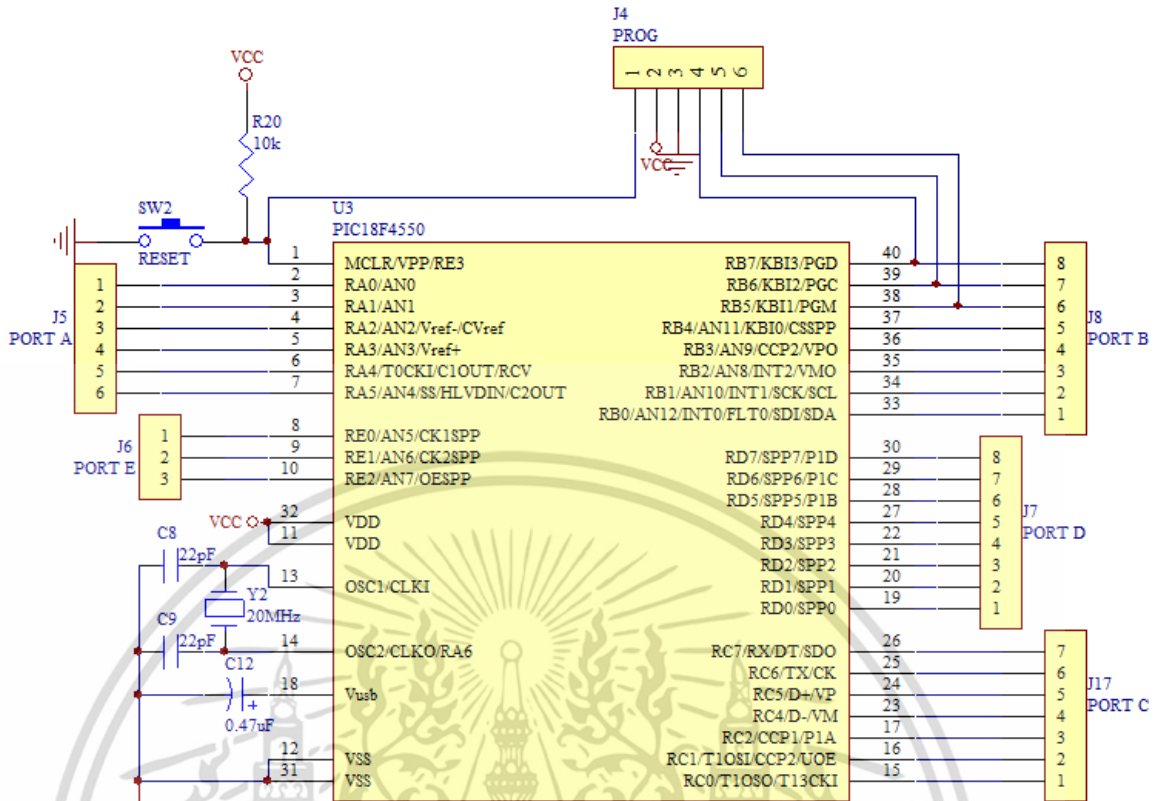 J4
PROG
1 2 3 4 5 6
VCC
VCC
R20
10k
SW2
RESET
U3
PIC18F4550
1 MCLR/VPP/RE3
2 RA0/AN0
3 RA1/AN1
4 RA2/AN2/Vref-/CVref
5 RA3/AN3/Vref+
6 RA4/T0CKI/C1OUT/RCV
7 RA5/AN4/SS/HLVDIN/C2OUT
8 RE0/AN5/CK1SPP
9 RE1/AN6/CK2SPP
10 RE2/AN7/OESPP
32 VDD
11 VDD
13 OSC1/CLKI
14 OSC2/CLKO/RA6
18 Vusb
12 VSS
31 VSS
J5
PORT A
1
2
3
4
5
6
J6
PORT E
1
2
3
VCC
C8
22pF
Y2
20MHz
C9
22pF
C12
+
0.47uF
RB7/KBI3/PGD 40 8
RB6/KBI2/PGC 39 7
RB5/KBI1/PGM 38 6
RB4/AN11/KBI0/CSSPP 37 5
RB3/AN9/CCP2/VPO 36 4
RB2/AN8/INT2/VMO 35 3
RB1/AN10/INT1/SCK/SCL 34 2
RB0/AN12/INT0/FLT0/SDI/SDA 33 1
J8
PORT B
RD7/SPP7/P1D 30 8
RD6/SPP6/P1C 29 7
RD5/SPP5/P1B 28 6
RD4/SPP4 27 5
RD3/SPP3 22 4
RD2/SPP2 21 3
RD1/SPP1 20 2
RD0/SPP0 19 1
J7
PORT D
RC7/RX/DT/SDO 26 7
RC6/TX/CK 25 6
RC5/D+/VP 24 5
RC4/D-/VM 23 4
RC2/CCP1/P1A 17 3
RC1/T1OSI/CCP2/UOE 16 2
RC0/T1OSO/T13CKI 15 1
J17
PORT C